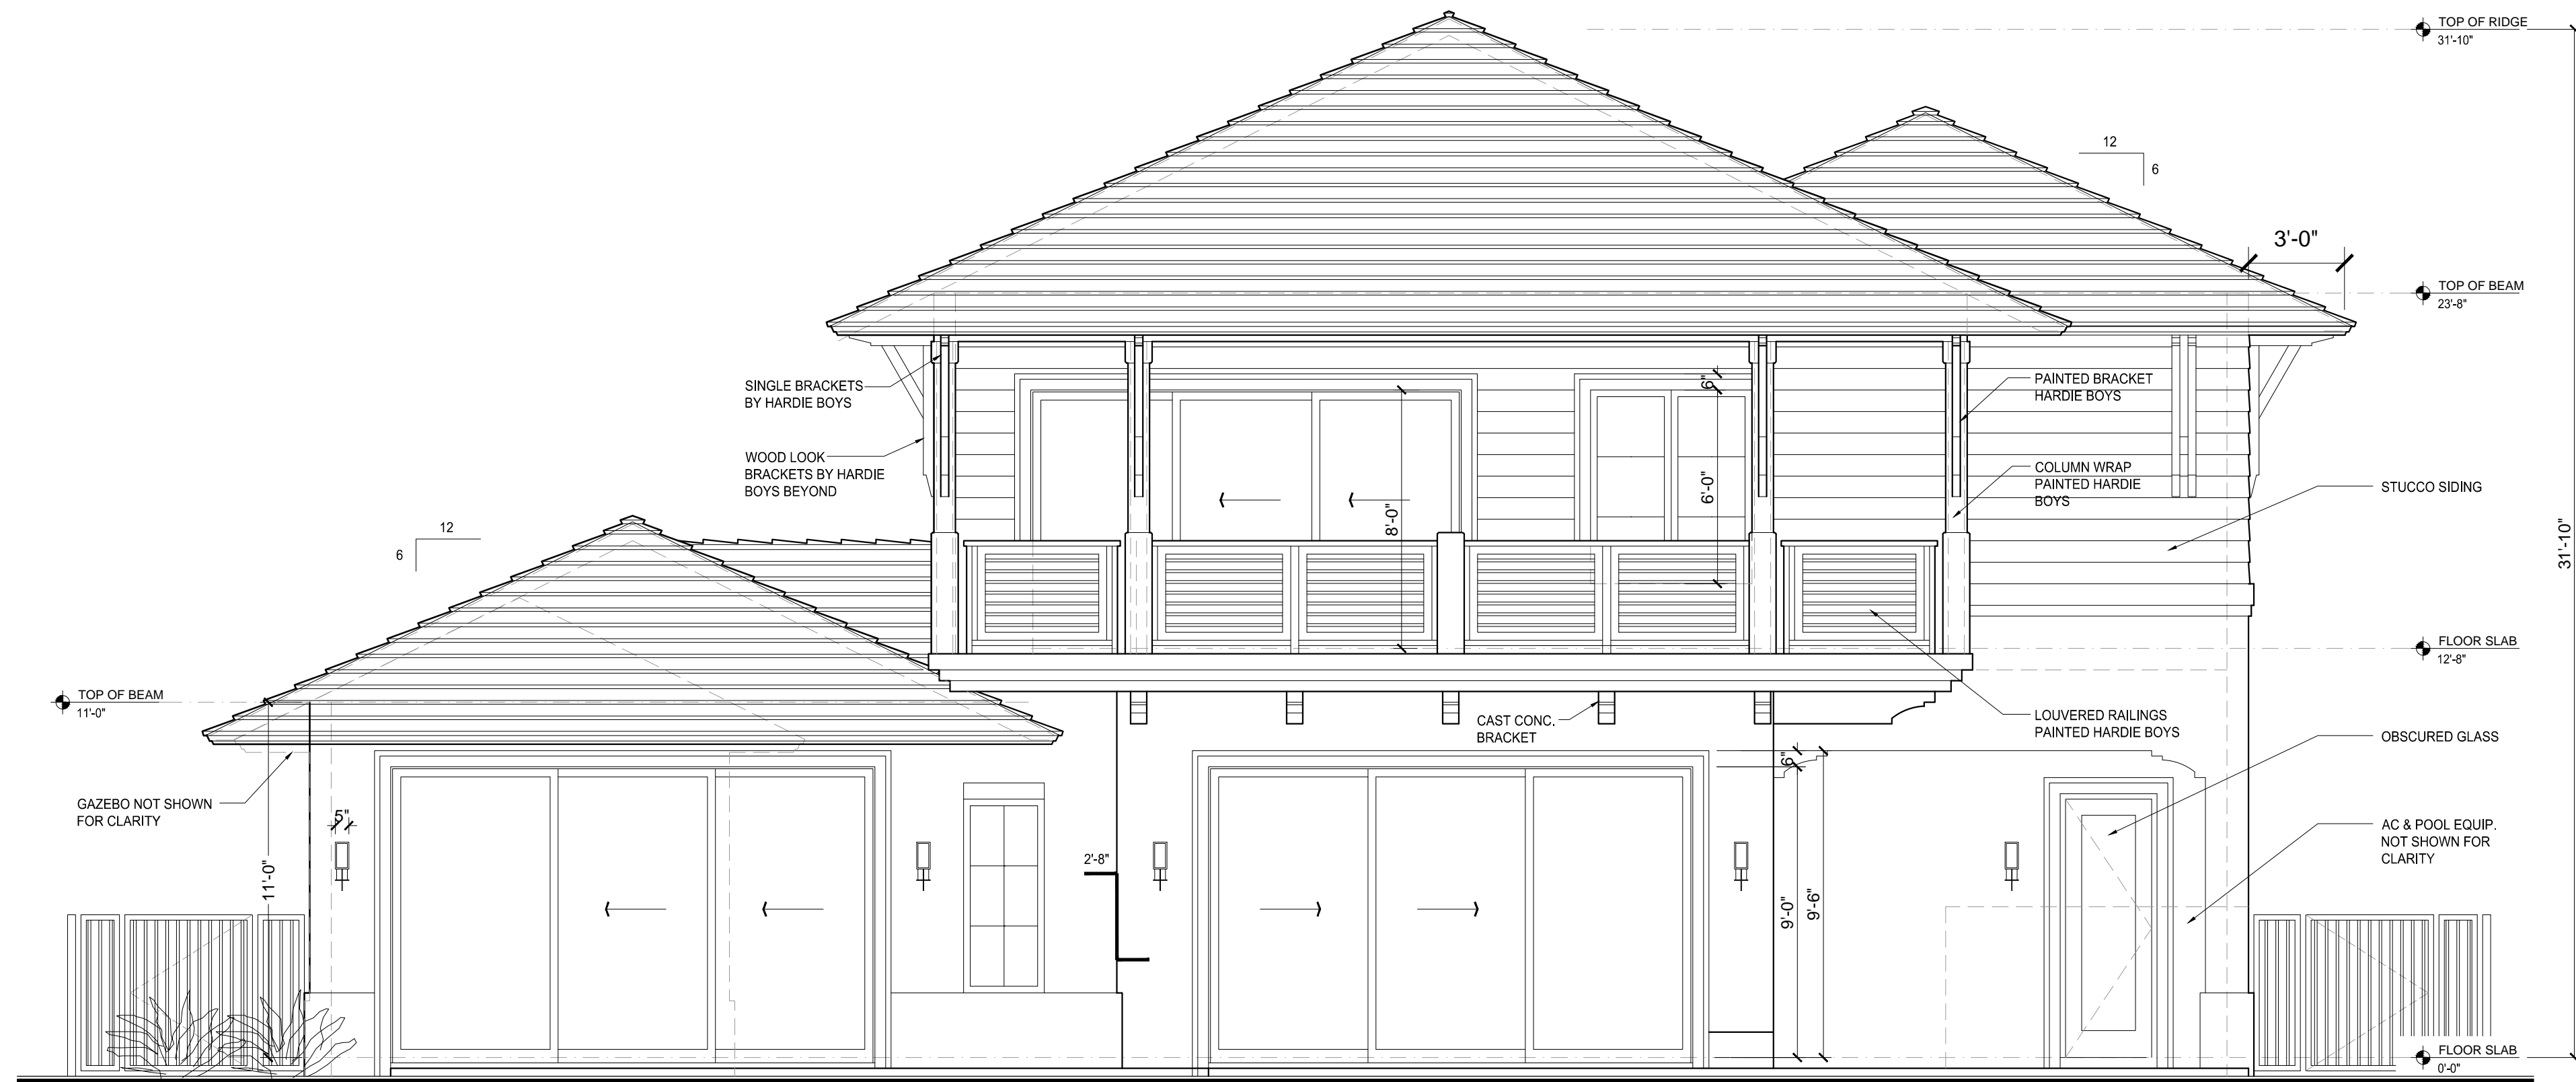 TOP OF RIDGE
31'-10"
12
6
3'-0"
TOP OF BEAM
23'-8"
SINGLE BRACKETS
BY HARDIE BOYS
WOOD LOOK
BRACKETS BY HARDIE
BOYS BEYOND
6"
6'-0"
8'-0"
PAINTED BRACKET
HARDIE BOYS
COLUMN WRAP
PAINTED HARDIE
BOYS
STUCCO SIDING
31'-10"
12
6
FLOOR SLAB
12'-8"
TOP OF BEAM
11'-0"
CAST CONC.
BRACKET
LOUVERED RAILINGS
PAINTED HARDIE BOYS
OBSCURED GLASS
GAZEBO NOT SHOWN
FOR CLARITY
5"
11'-0"
2'-8"
6"
9'-0"
9'-6"
AC & POOL EQUIP.
NOT SHOWN FOR
CLARITY
FLOOR SLAB
0'-0"